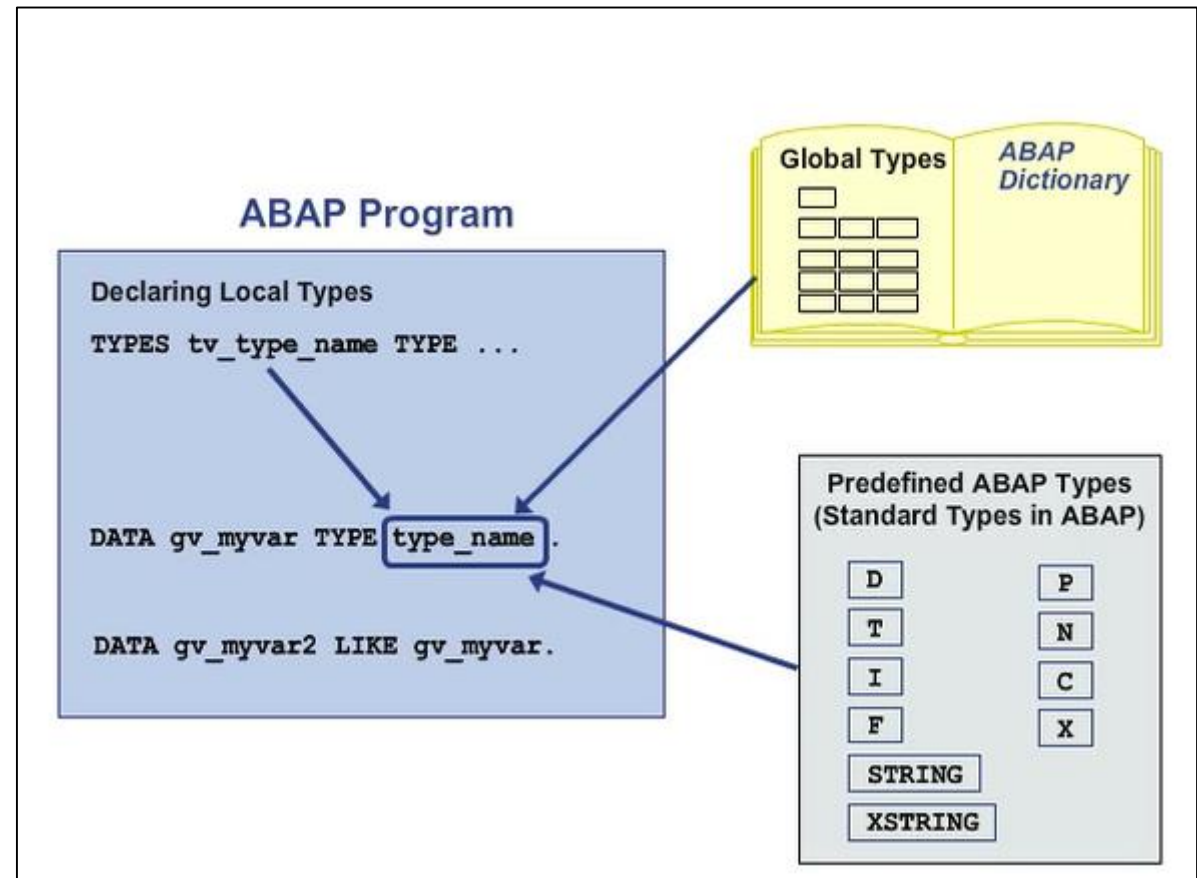 ABAP Program
Declaring Local Types
TYPES tv_type_name TYPE ...
DATA gv_myvar TYPE type_name .
DATA gv_myvar2 LIKE gv_myvar.
Global Types
ABAP
Dictionary
Predefined ABAP Types
(Standard Types in ABAP)
D
T
I
F
STRING
XSTRING
P
N
C
X